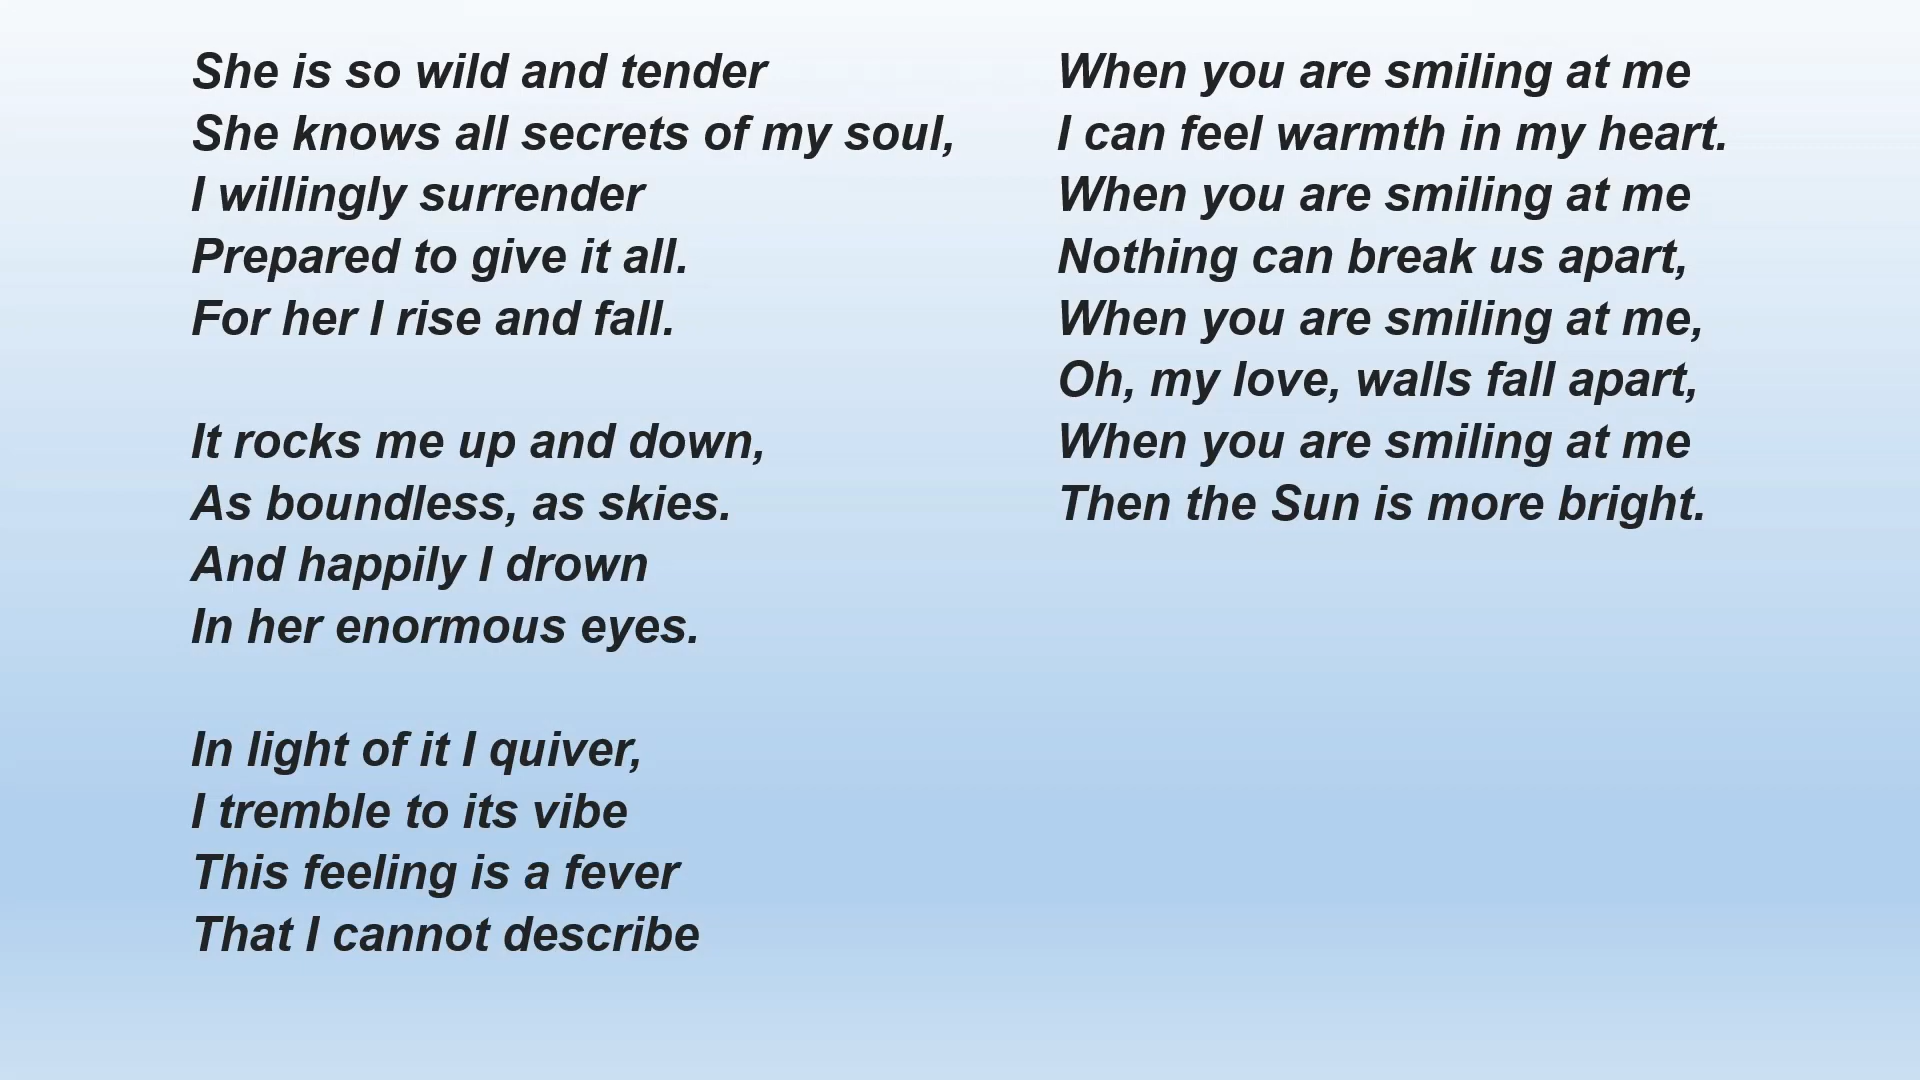 She is so wild and tender
She knows all secrets of my soul,
I willingly surrender
Prepared to give it all.
For her I rise and fall.

It rocks me up and down,
As boundless, as skies.
And happily I drown
In her enormous eyes.

In light of it I quiver,
I tremble to its vibe
This feeling is a fever
That I cannot describe

When you are smiling at me
I can feel warmth in my heart.
When you are smiling at me
Nothing can break us apart,
When you are smiling at me,
Oh, my love, walls fall apart,
When you are smiling at me
Then the Sun is more bright.